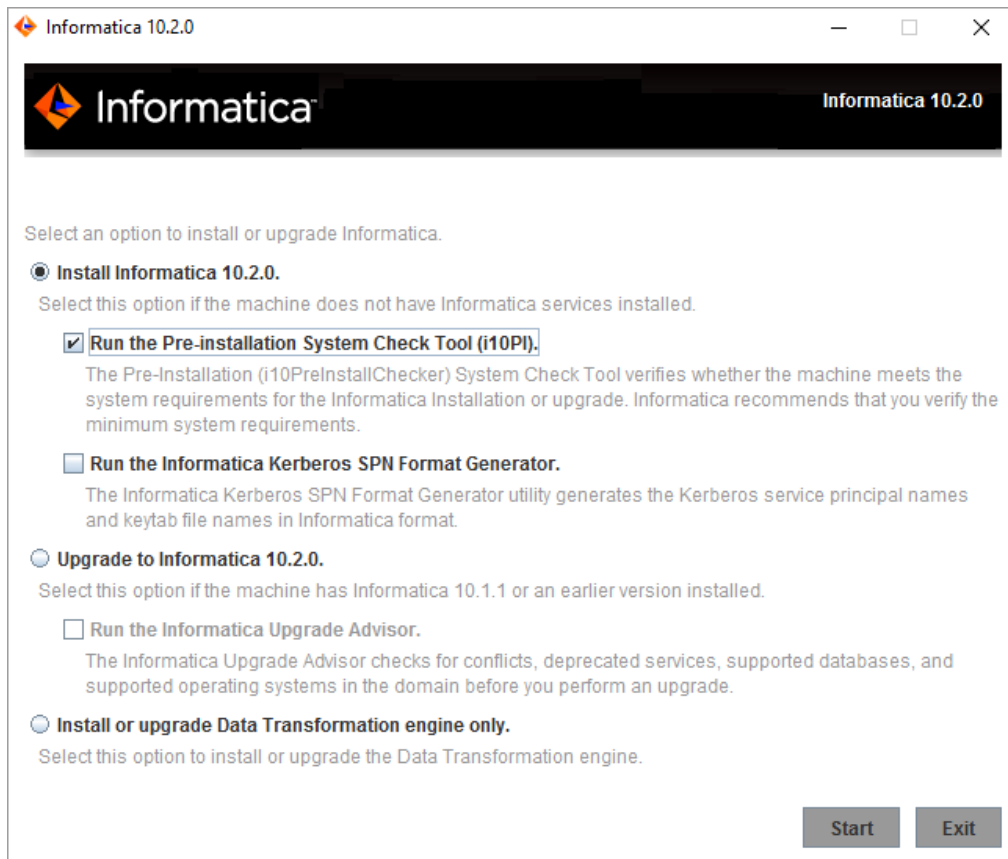 Informatica 10.2.0
Informatica
Informatica 10.2.0
Select an option to install or upgrade Informatica.
Install Informatica 10.2.0.
Select this option if the machine does not have Informatica services installed.
Run the Pre-installation System Check Tool (i10PI).
The Pre-Installation (i10PreInstallChecker) System Check Tool verifies whether the machine meets the
system requirements for the Informatica Installation or upgrade. Informatica recommends that you verify the
minimum system requirements.
Run the Informatica Kerberos SPN Format Generator.
The Informatica Kerberos SPN Format Generator utility generates the Kerberos service principal names
and keytab file names in Informatica format.
Upgrade to Informatica 10.2.0.
Select this option if the machine has Informatica 10.1.1 or an earlier version installed.
Run the Informatica Upgrade Advisor.
The Informatica Upgrade Advisor checks for conflicts, deprecated services, supported databases, and
supported operating systems in the domain before you perform an upgrade.
Install or upgrade Data Transformation engine only.
Select this option to install or upgrade the Data Transformation engine.
Start Exit